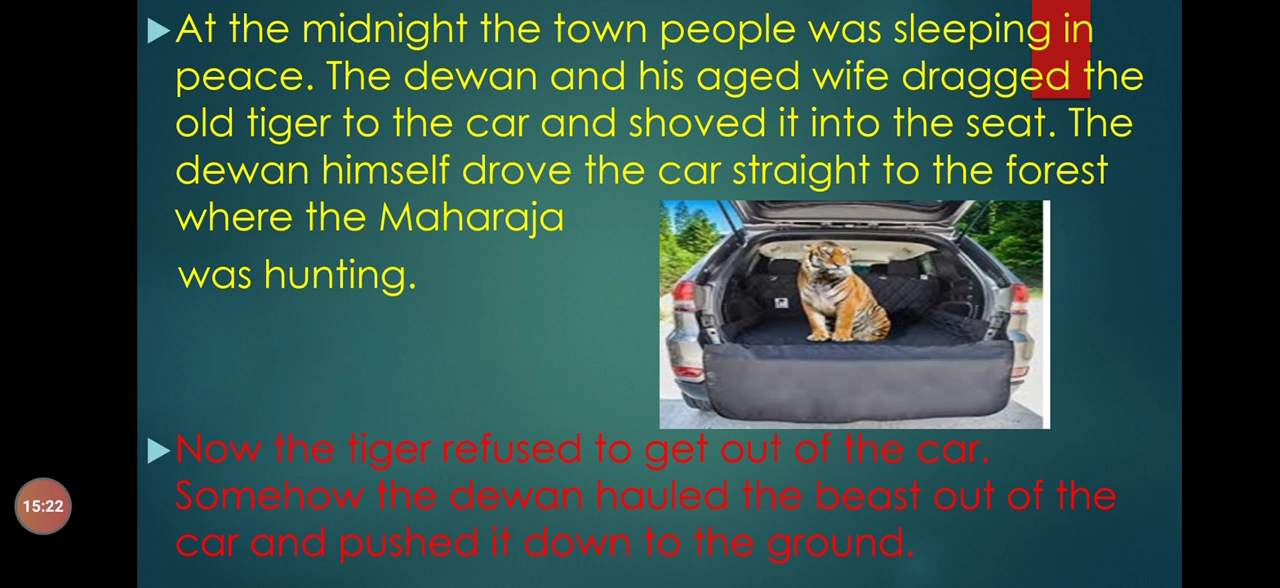 At the midnight the town people was sleeping in
peace. The dewan and his aged wife dragged the
old tiger to the car and shoved it into the seat. The
dewan himself drove the car straight to the forest
where the Maharaja
was hunting.
Now the tiger refused to get out of the car.
Somehow the dewan hauled the beast out of the
car and pushed it down to the ground.
15:22